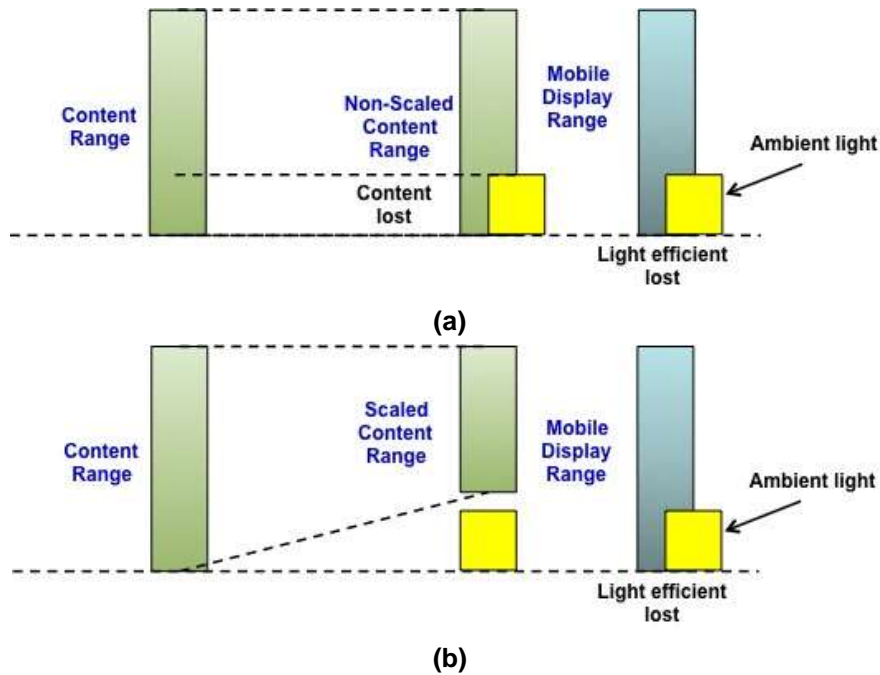 Content
Range
Non-Scaled
Content
Range
Content
lost
Mobile
Display
Range
Ambient light
Light efficient
lost
(a)
Content
Range
Scaled
Content
Range
Mobile
Display
Range
Ambient light
Light efficient
lost
(b)